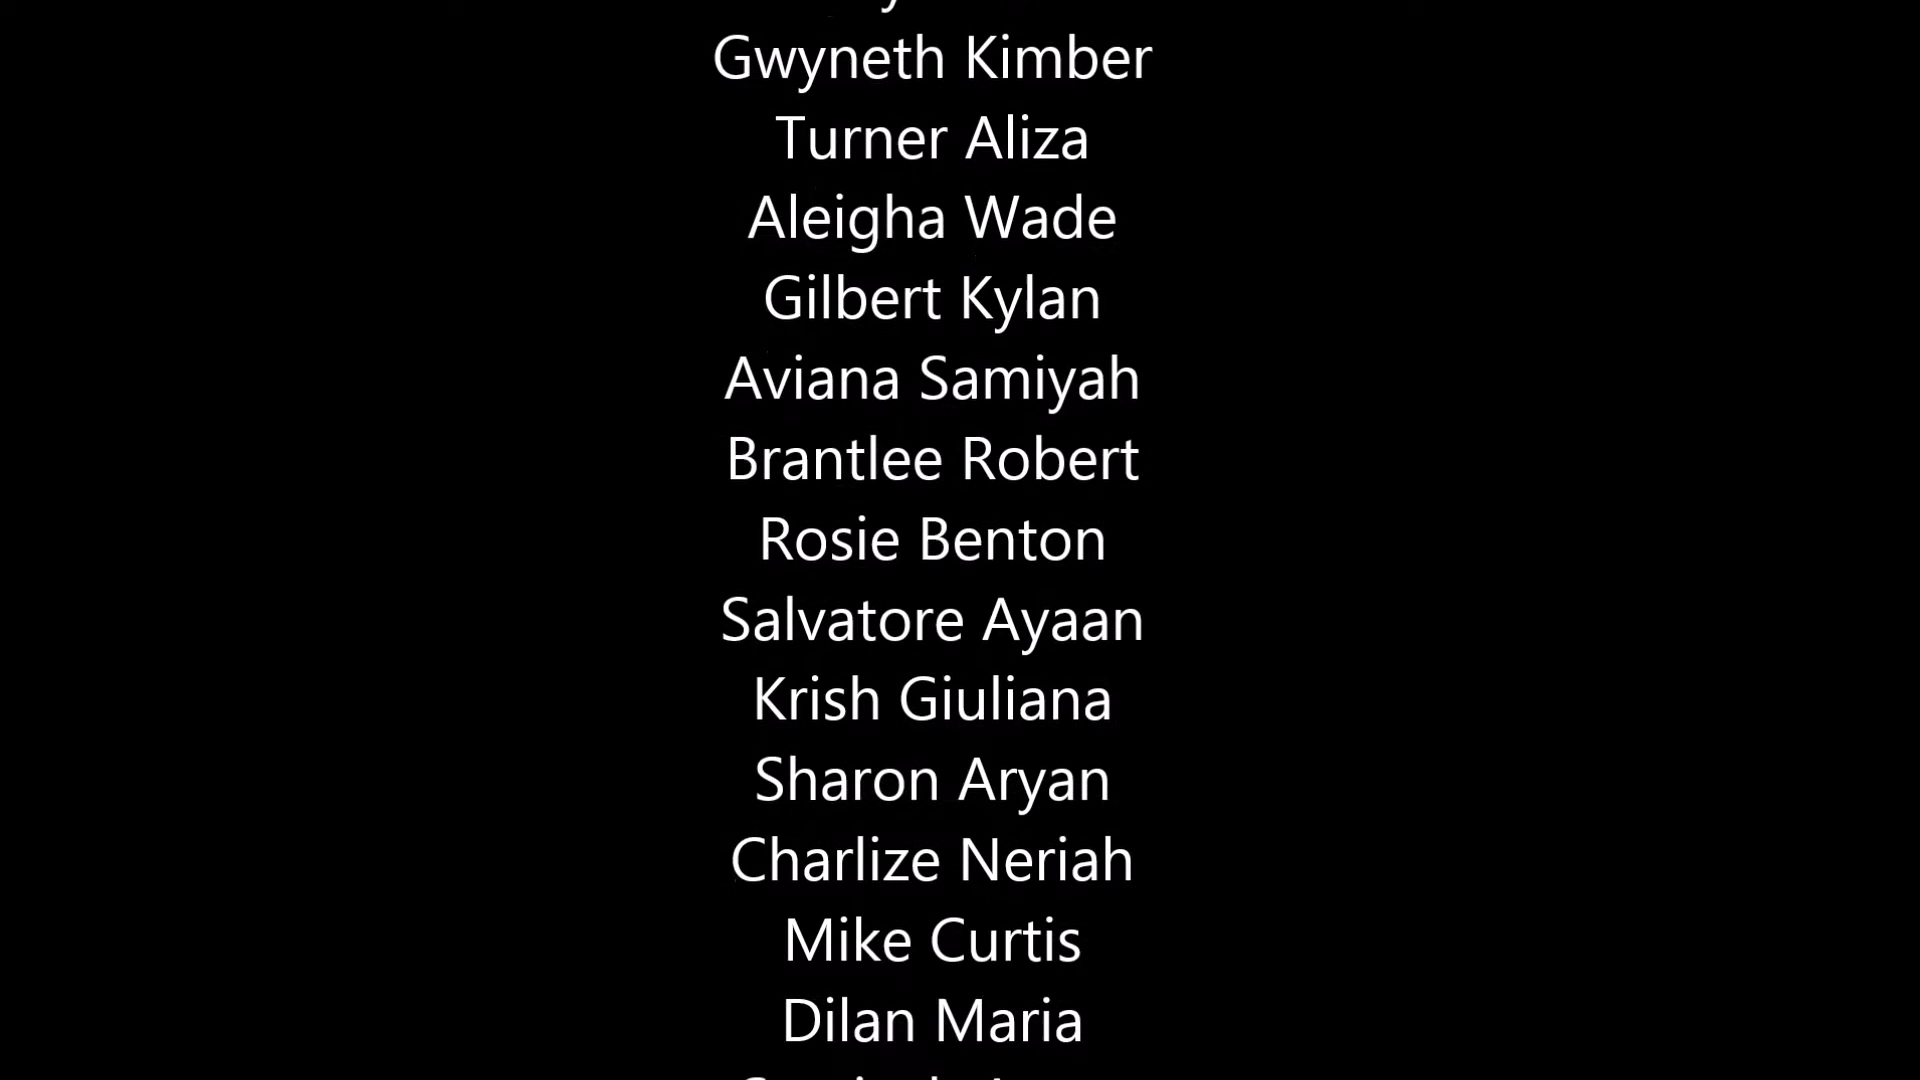 Gwyneth Kimber
Turner Aliza
Aleigha Wade
Gilbert Kylan
Aviana Samiyah
Brantlee Robert
Rosie Benton
Salvatore Ayaan
Krish Giuliana
Sharon Aryan
Charlize Neriah
Mike Curtis
Dilan Maria